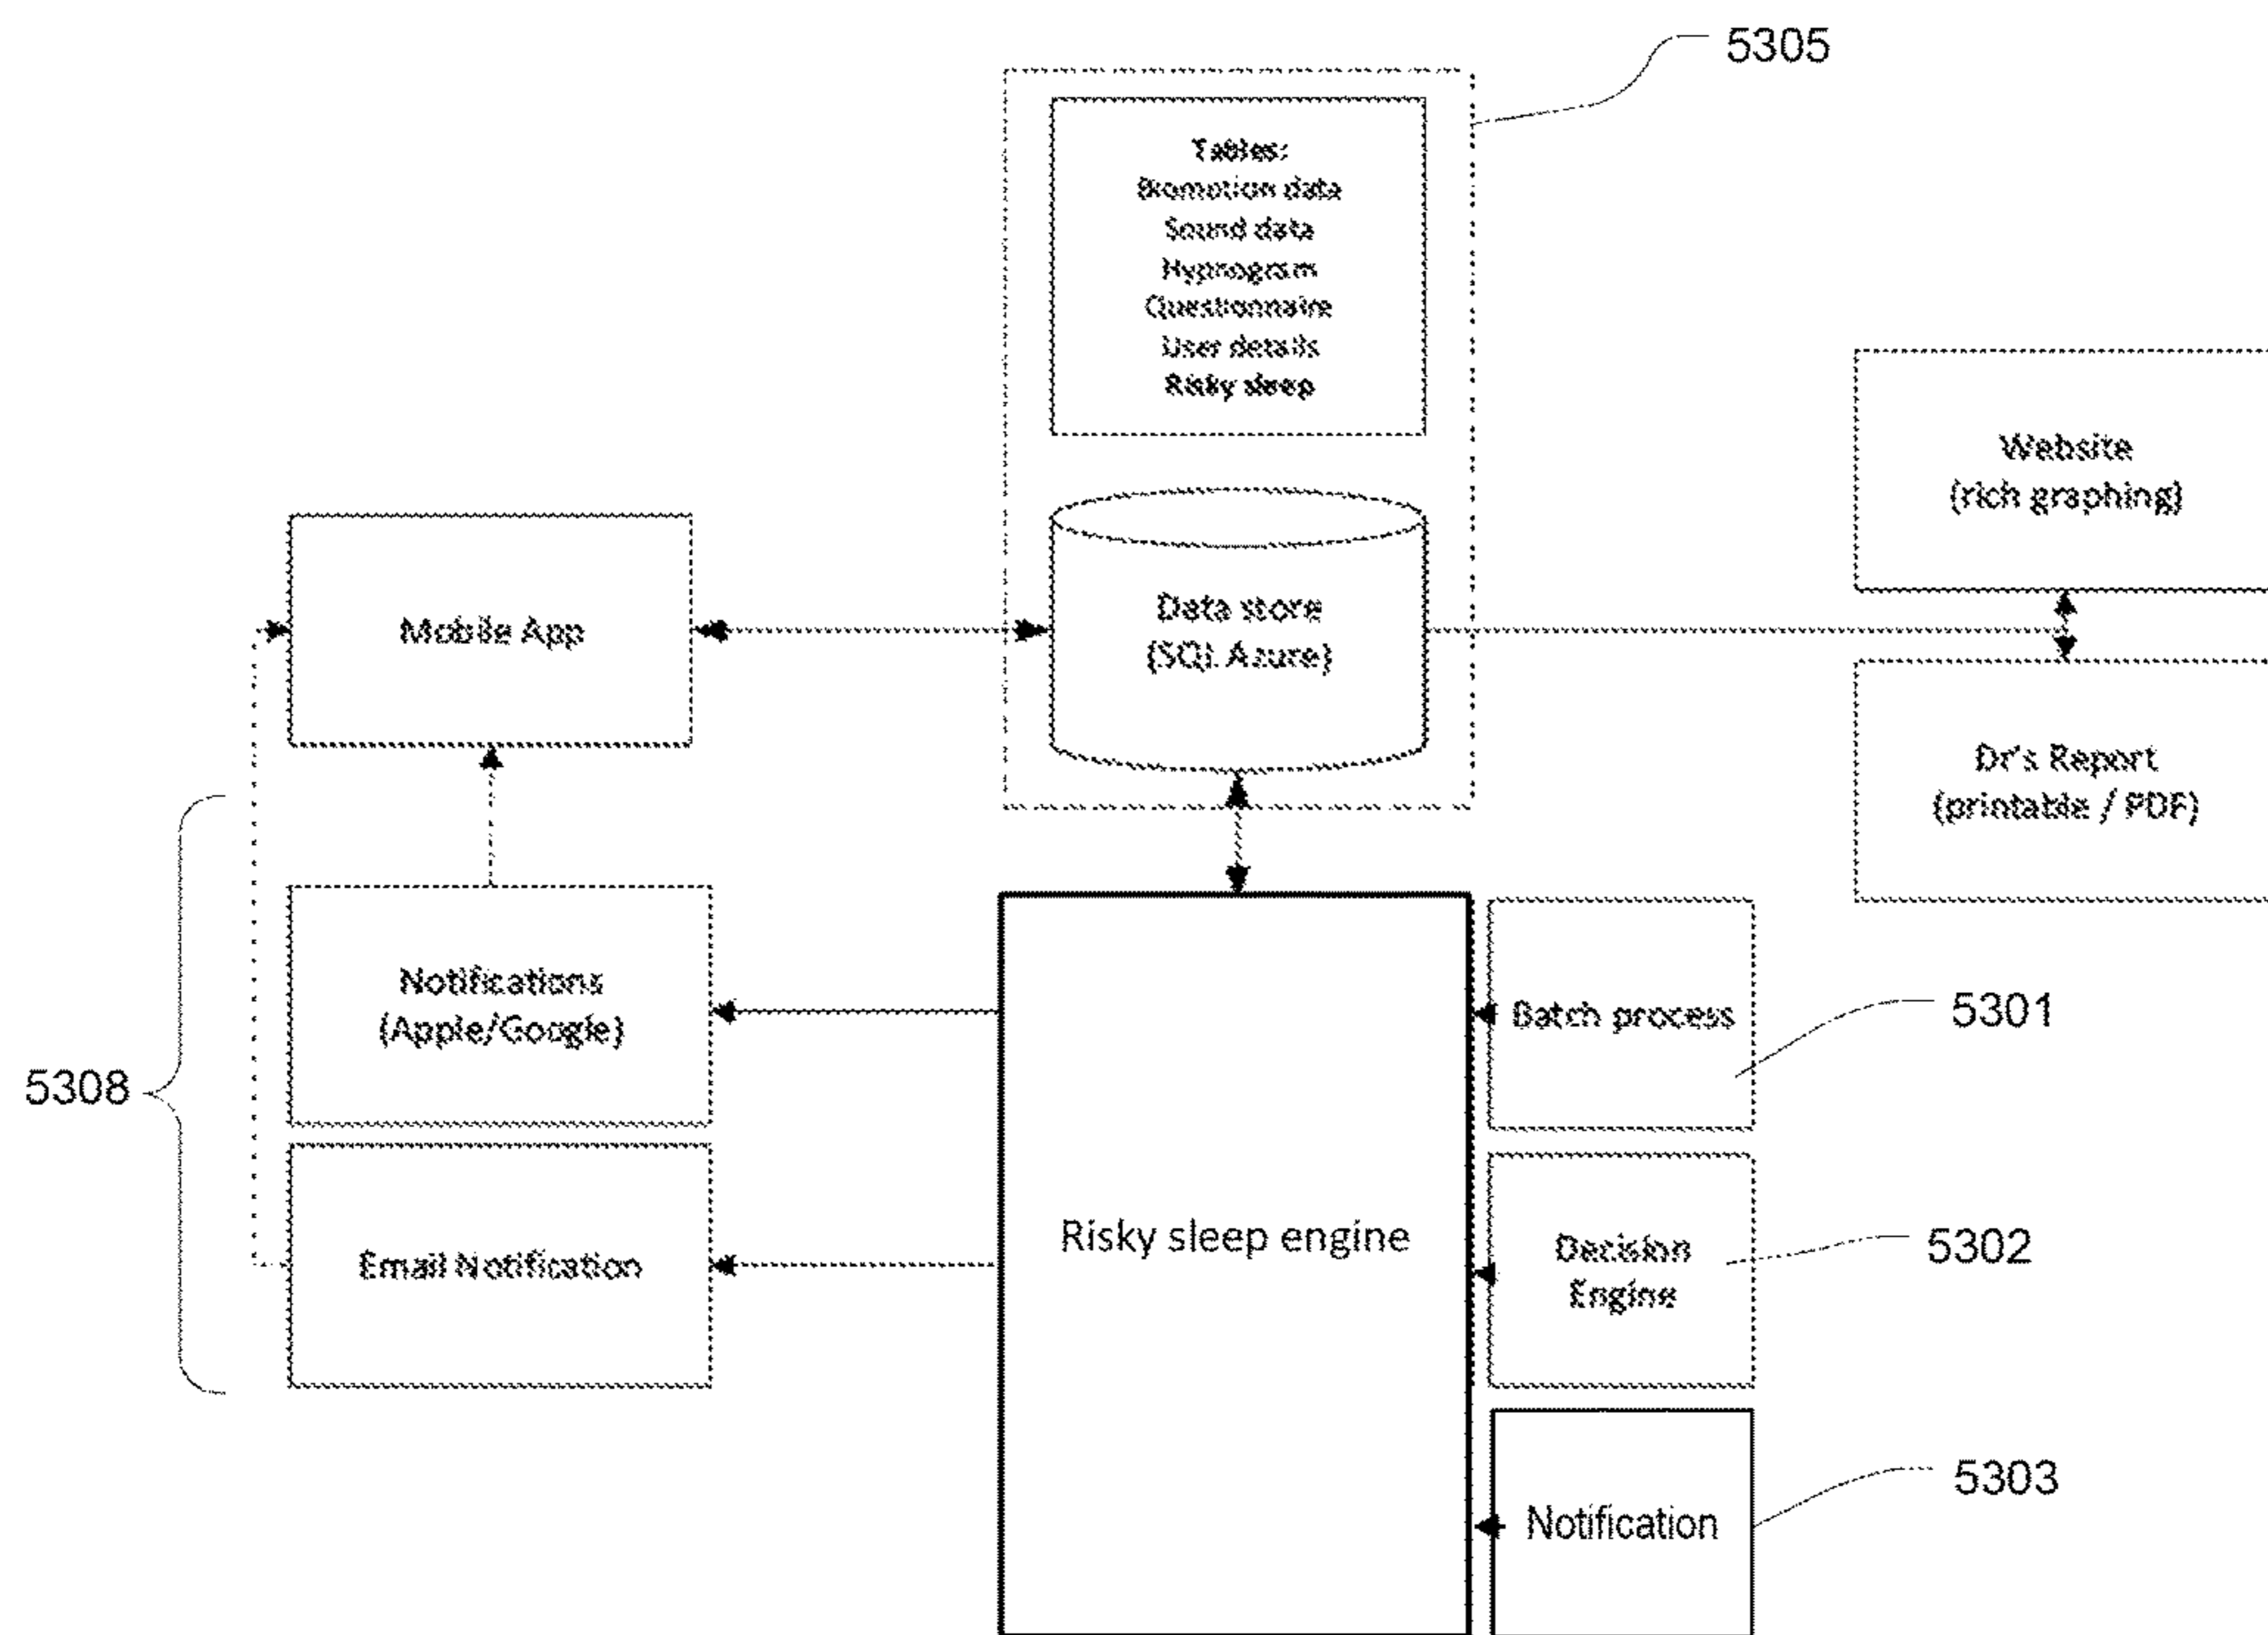 5305
Tables:
Biomotion data
Sound data
Hypnogram
Questionnaire
User details
Risky sleep
Website
(rich graphing)
Mobile App
Data store
(SQL Azure)
Dr's Report
(printable / PDF)
Notifications
(Apple/Google)
Batch process
5301
5308
Risky sleep engine
Email Notification
Decision
Engine
5302
Notification
5303